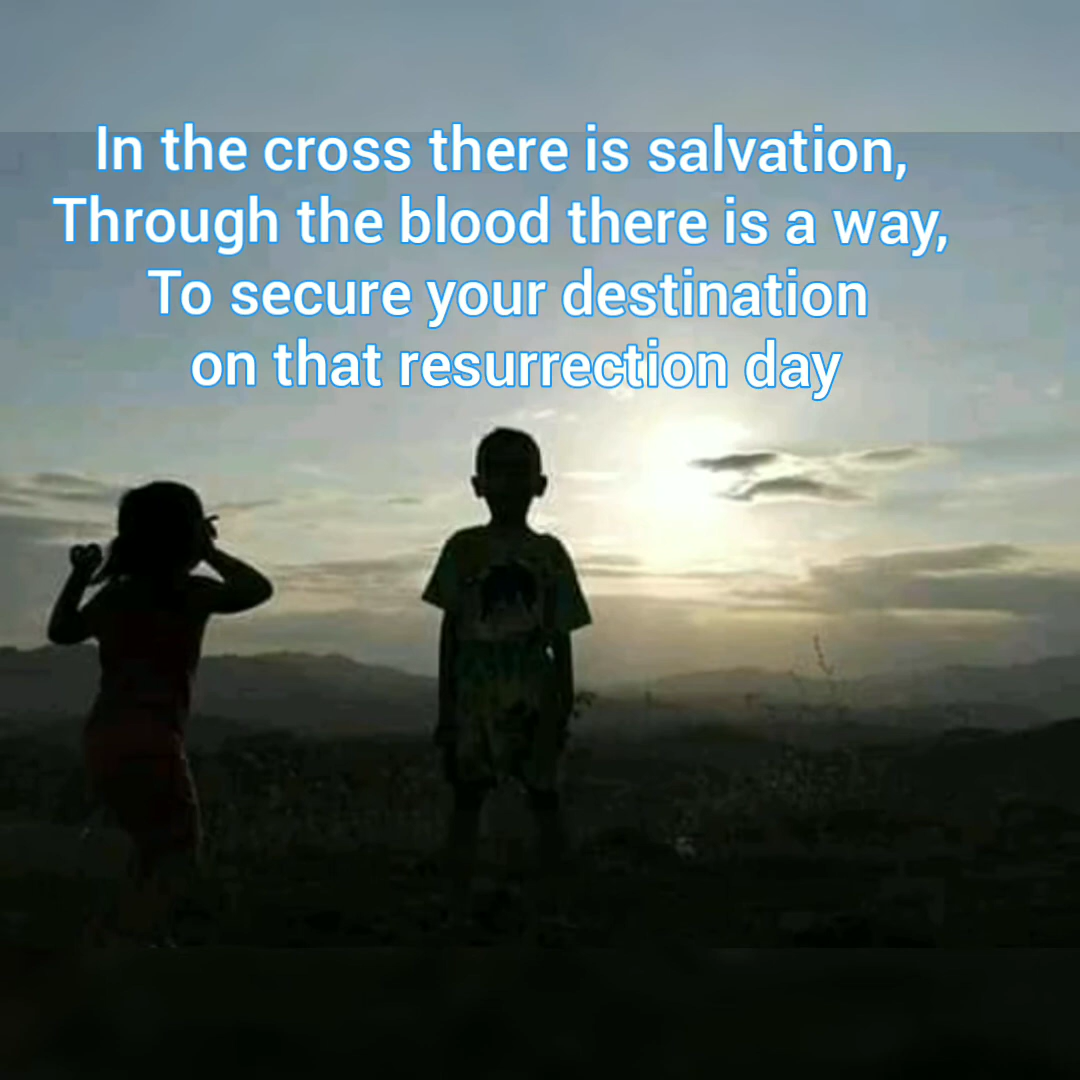 In the cross there is salvation,
Through the blood there is a way,
To secure your destination
on that resurrection day